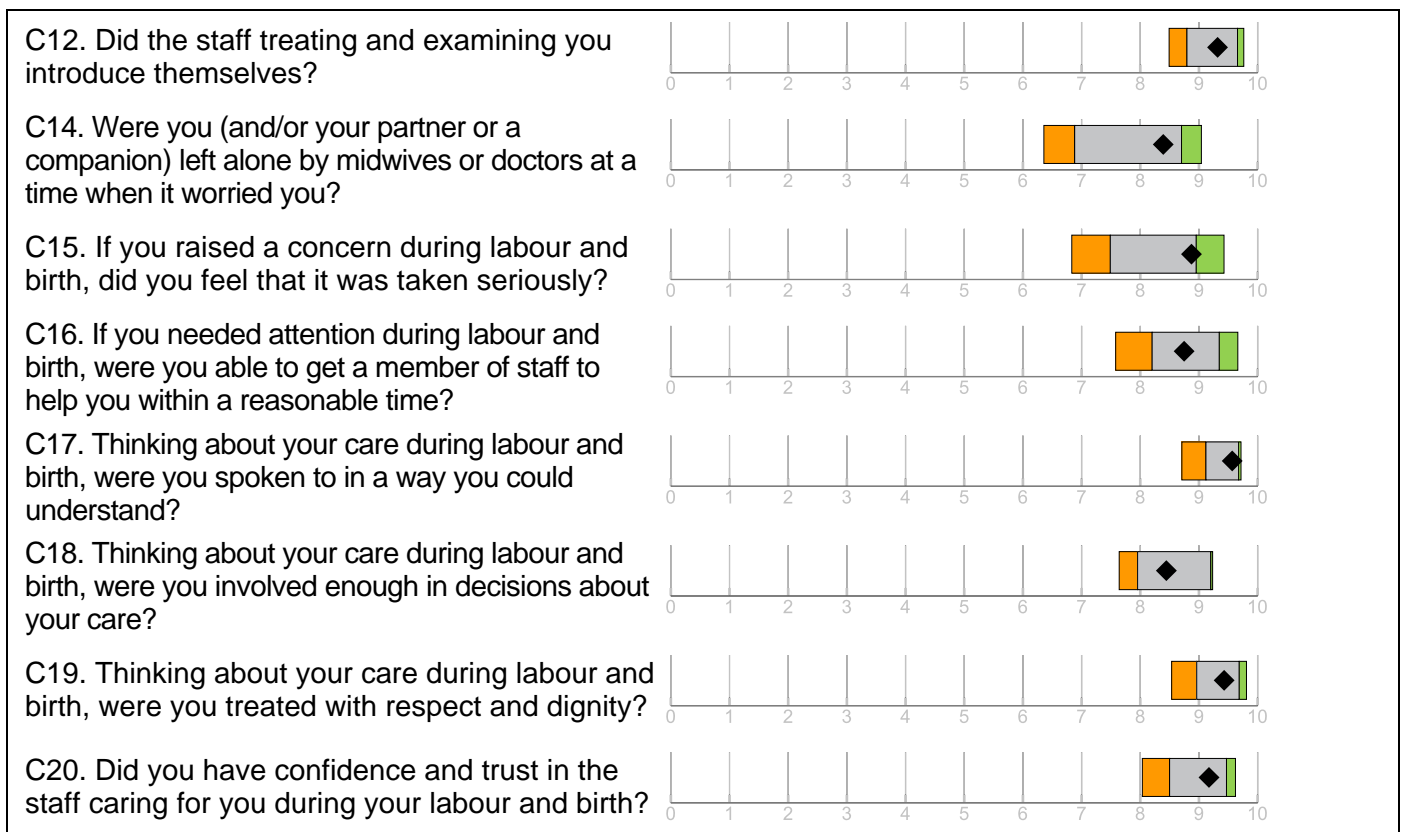 C12. Did the staff treating and examining you
introduce themselves?
0 1 2 3 4 5 6 7 8 9 10
C14. Were you (and/or your partner or a
companion) left alone by midwives or doctors at a
time when it worried you?
0 1 2 3 4 5 6 7 8 9 10
C15. If you raised a concern during labour and
birth, did you feel that it was taken seriously?
0 1 2 3 4 5 6 7 8 9 10
C16. If you needed attention during labour and
birth, were you able to get a member of staff to
help you within a reasonable time?
0 1 2 3 4 5 6 7 8 9 10
C17. Thinking about your care during labour and
birth, were you spoken to in a way you could
understand?
0 1 2 3 4 5 6 7 8 9 10
C18. Thinking about your care during labour and
birth, were you involved enough in decisions about
your care?
0 1 2 3 4 5 6 7 8 9 10
C19. Thinking about your care during labour and
birth, were you treated with respect and dignity?
0 1 2 3 4 5 6 7 8 9 10
C20. Did you have confidence and trust in the
staff caring for you during your labour and birth?
0 1 2 3 4 5 6 7 8 9 10